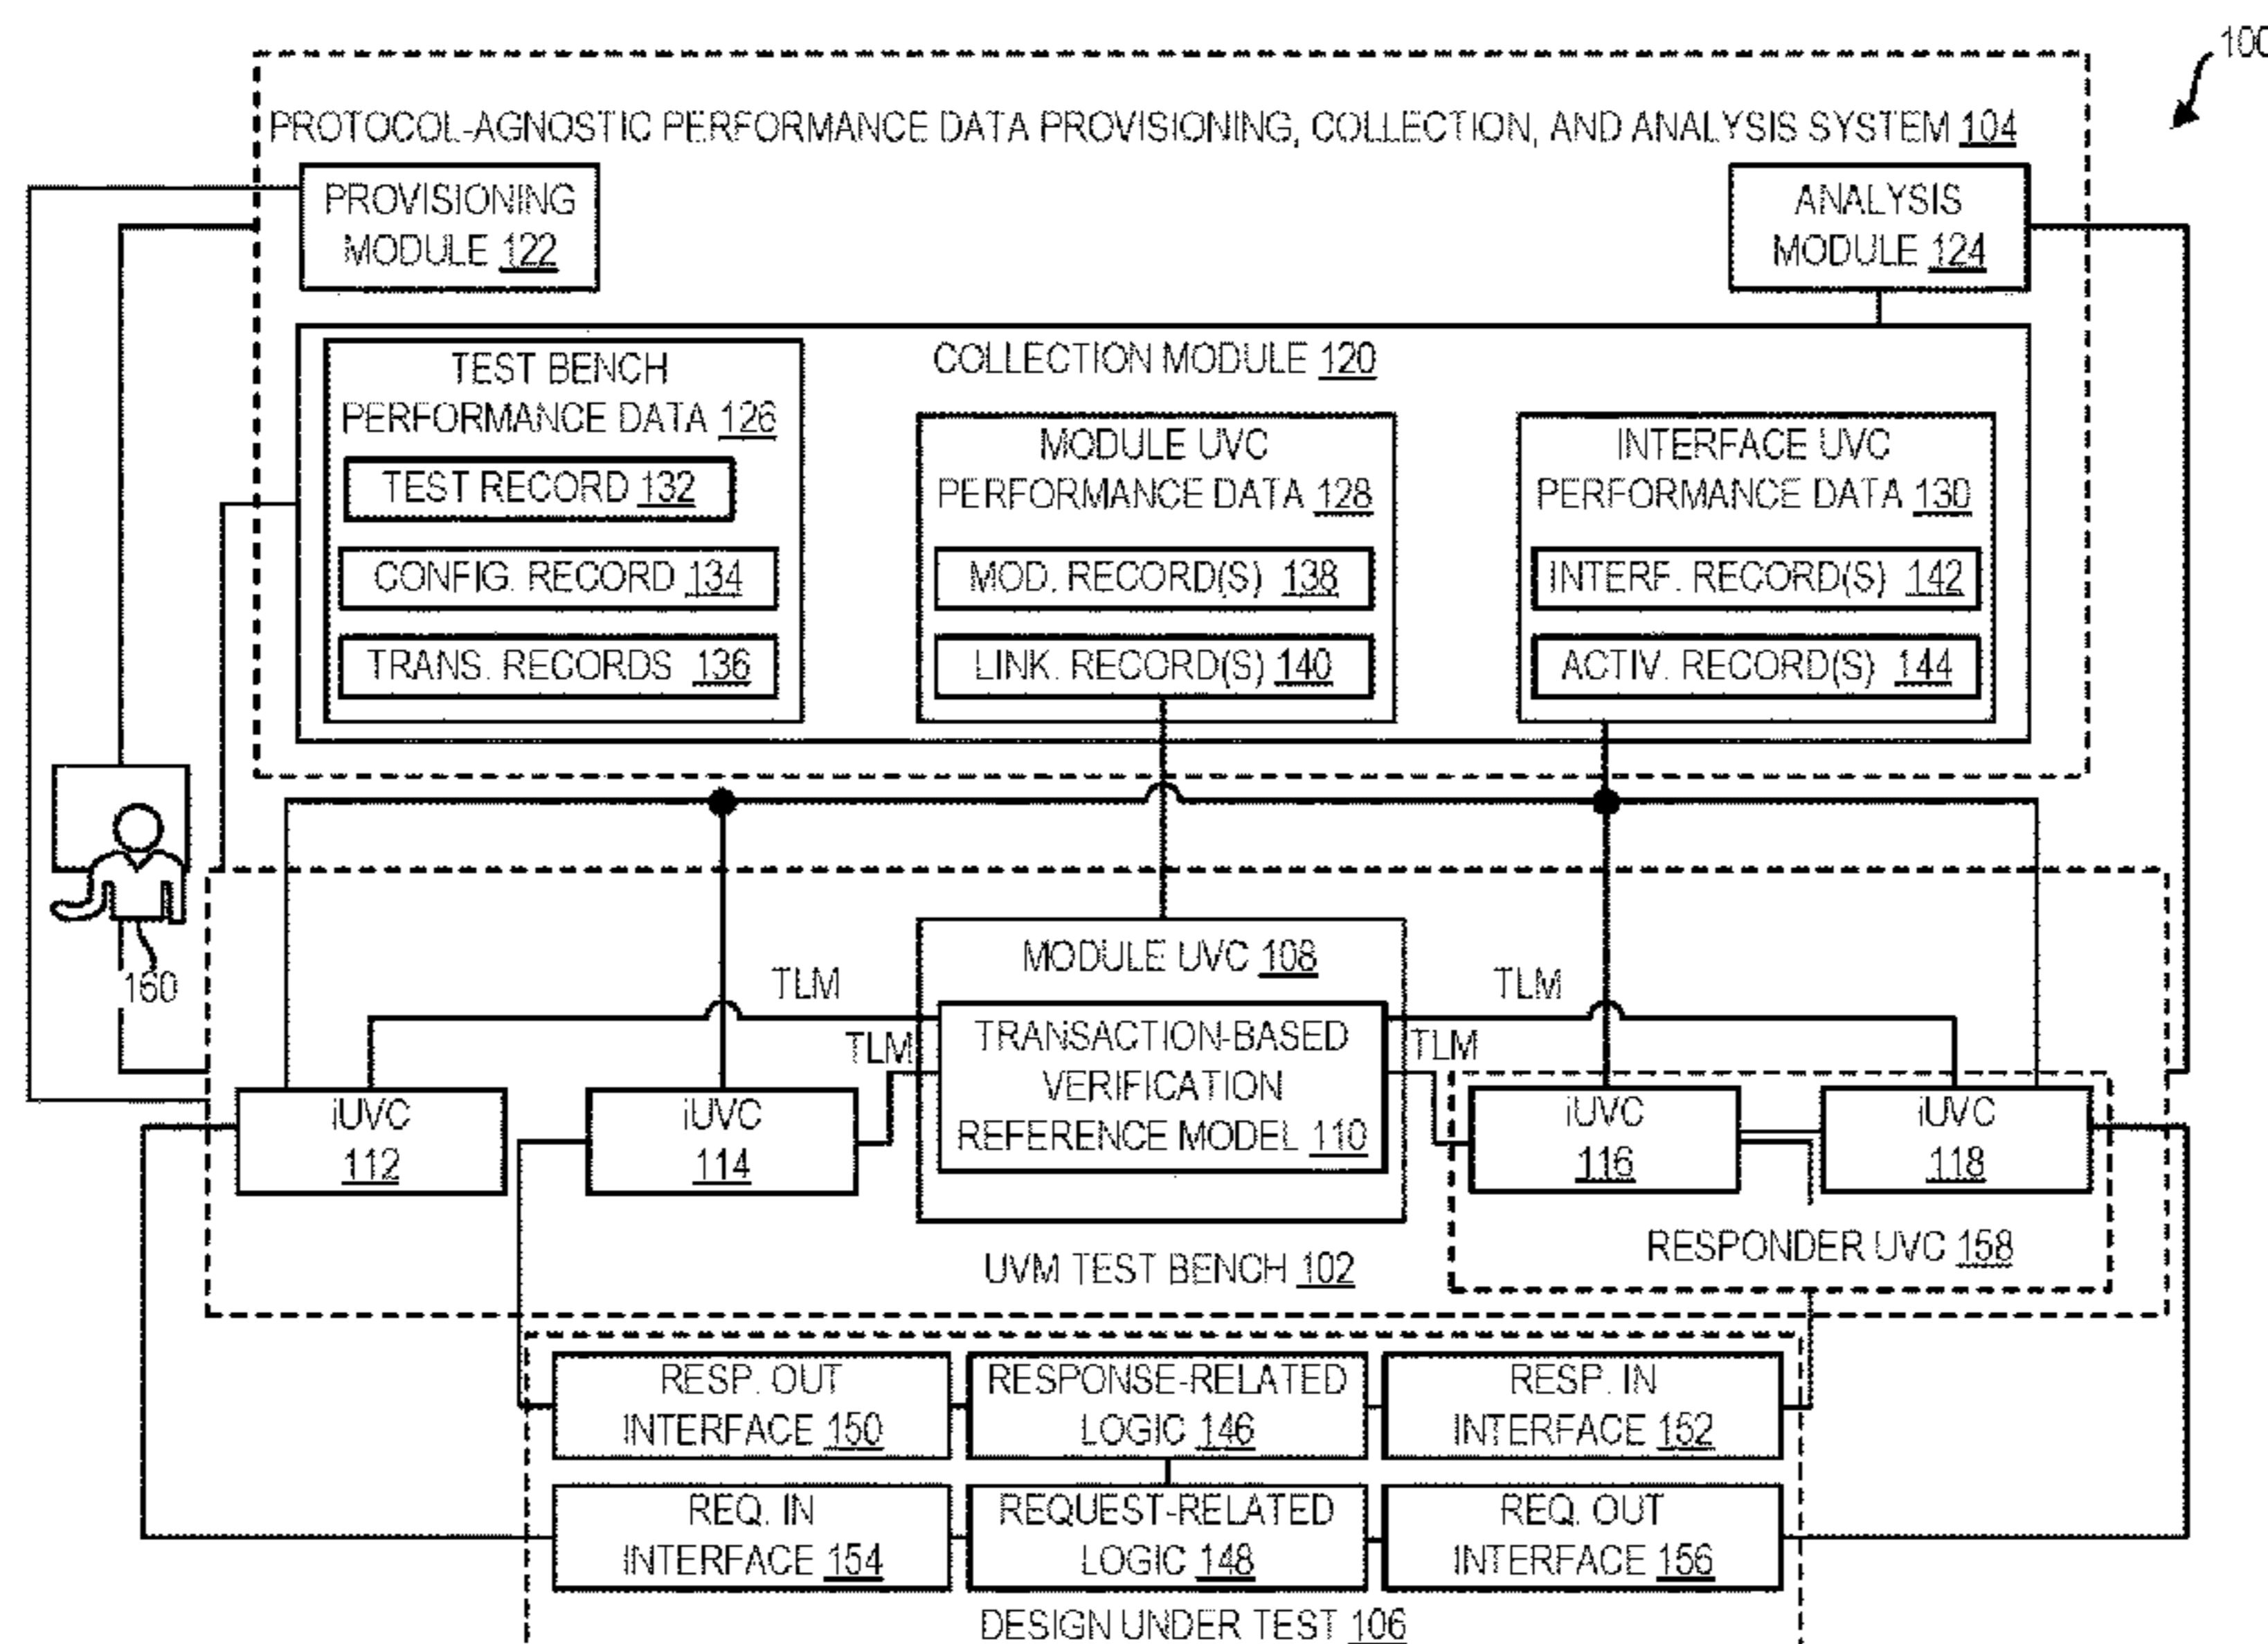 100
PROTOCOL-AGNOSTIC PERFORMANCE DATA PROVISIONING, COLLECTION, AND ANALYSIS SYSTEM 104
PROVISIONING
MODULE 122
ANALYSIS
MODULE 124
COLLECTION MODULE 120
TEST BENCH
PERFORMANCE DATA 126
TEST RECORD 132
CONFIG. RECORD 134
TRANS. RECORDS 136
MODULE UVC
PERFORMANCE DATA 128
MOD. RECORD(S) 138
LINK. RECORD(S) 140
INTERFACE UVC
PERFORMANCE DATA 130
INTERF. RECORD(S) 142
ACTIV. RECORD(S) 144
160
MODULE UVC 108
TLM
TLM
TLM
TLM
TRANSACTION-BASED
VERIFICATION
REFERENCE MODEL 110
iUVC
112
iUVC
114
iUVC
116
iUVC
118
RESPONDER UVC 158
UVM TEST BENCH 102
RESP. OUT
INTERFACE 150
RESPONSE-RELATED
LOGIC 146
RESP. IN
INTERFACE 152
REQ. IN
INTERFACE 154
REQUEST-RELATED
LOGIC 148
REQ. OUT
INTERFACE 156
DESIGN UNDER TEST 106